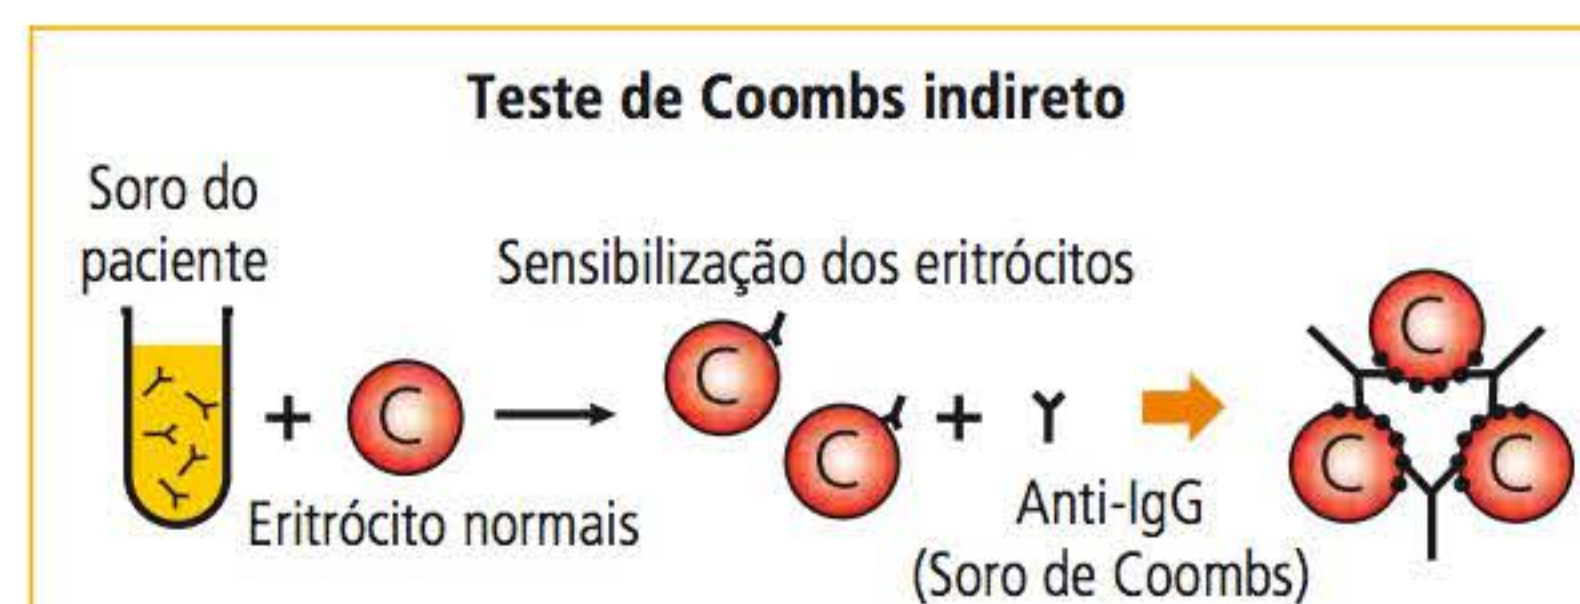 Teste de Coombs indireto
Soro do
paciente
Sensibilização dos eritrócitos
C
C
C
C
C
C
+
+
Eritrócito normais
Anti-IgG
(Soro de Coombs)